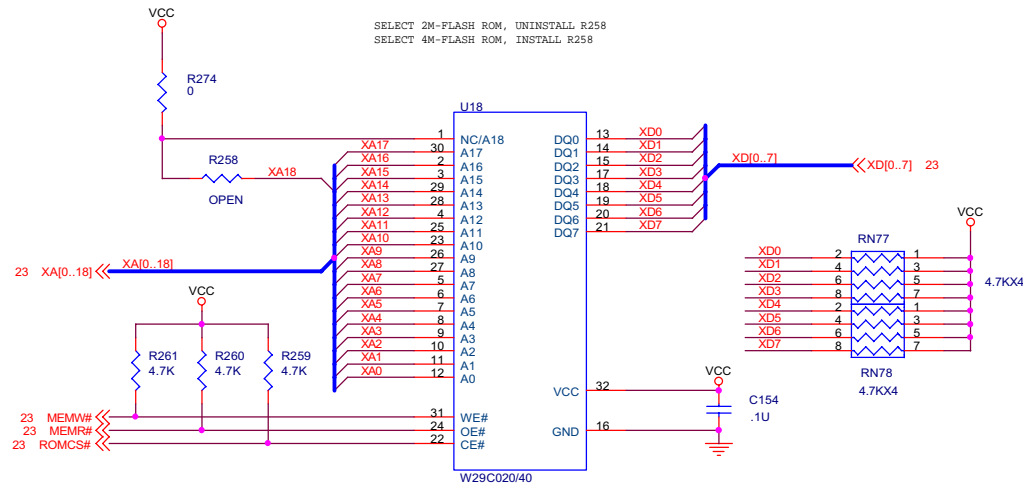 VCC
SELECT 2M-FLASH ROM, UNINSTALL R258
SELECT 4M-FLASH ROM, INSTALL R258
R274
0
U18
1 NC/A18 DQ0 13 XD0
XA17 30 A17 DQ1 14 XD1
XA16 2 A16 DQ2 15 XD2
XA15 3 A15 DQ3 17 XD3
XA14 29 A14 DQ4 18 XD4
XA13 28 A13 DQ5 19 XD5
XA12 4 A12 DQ6 20 XD6
XA11 25 A11 DQ7 21 XD7
XA10 23 A10
XA9 26 A9
XA8 27 A8
XA7 5 A7
XA6 6 A6
XA5 7 A5
XA4 8 A4
XA3 9 A3
XA2 10 A2
XA1 11 A1
XA0 12 A0
R258
XA18
OPEN
XD[0..7]
XD[0..7] 23
23 XA[0..18]
VCC
R261
4.7K
R260
4.7K
R259
4.7K
VCC
RN77
XD0 2 1
XD1 4 3
XD2 6 5
XD3 8 7
4.7KX4
XD4 2 1
XD5 4 3
XD6 6 5
XD7 8 7
RN78
4.7KX4
VCC 32
VCC
C154
.1U
GND 16
23 MEMW# 31 WE#
23 MEMR# 24 OE#
23 ROMCS# 22 CE#
W29C020/40